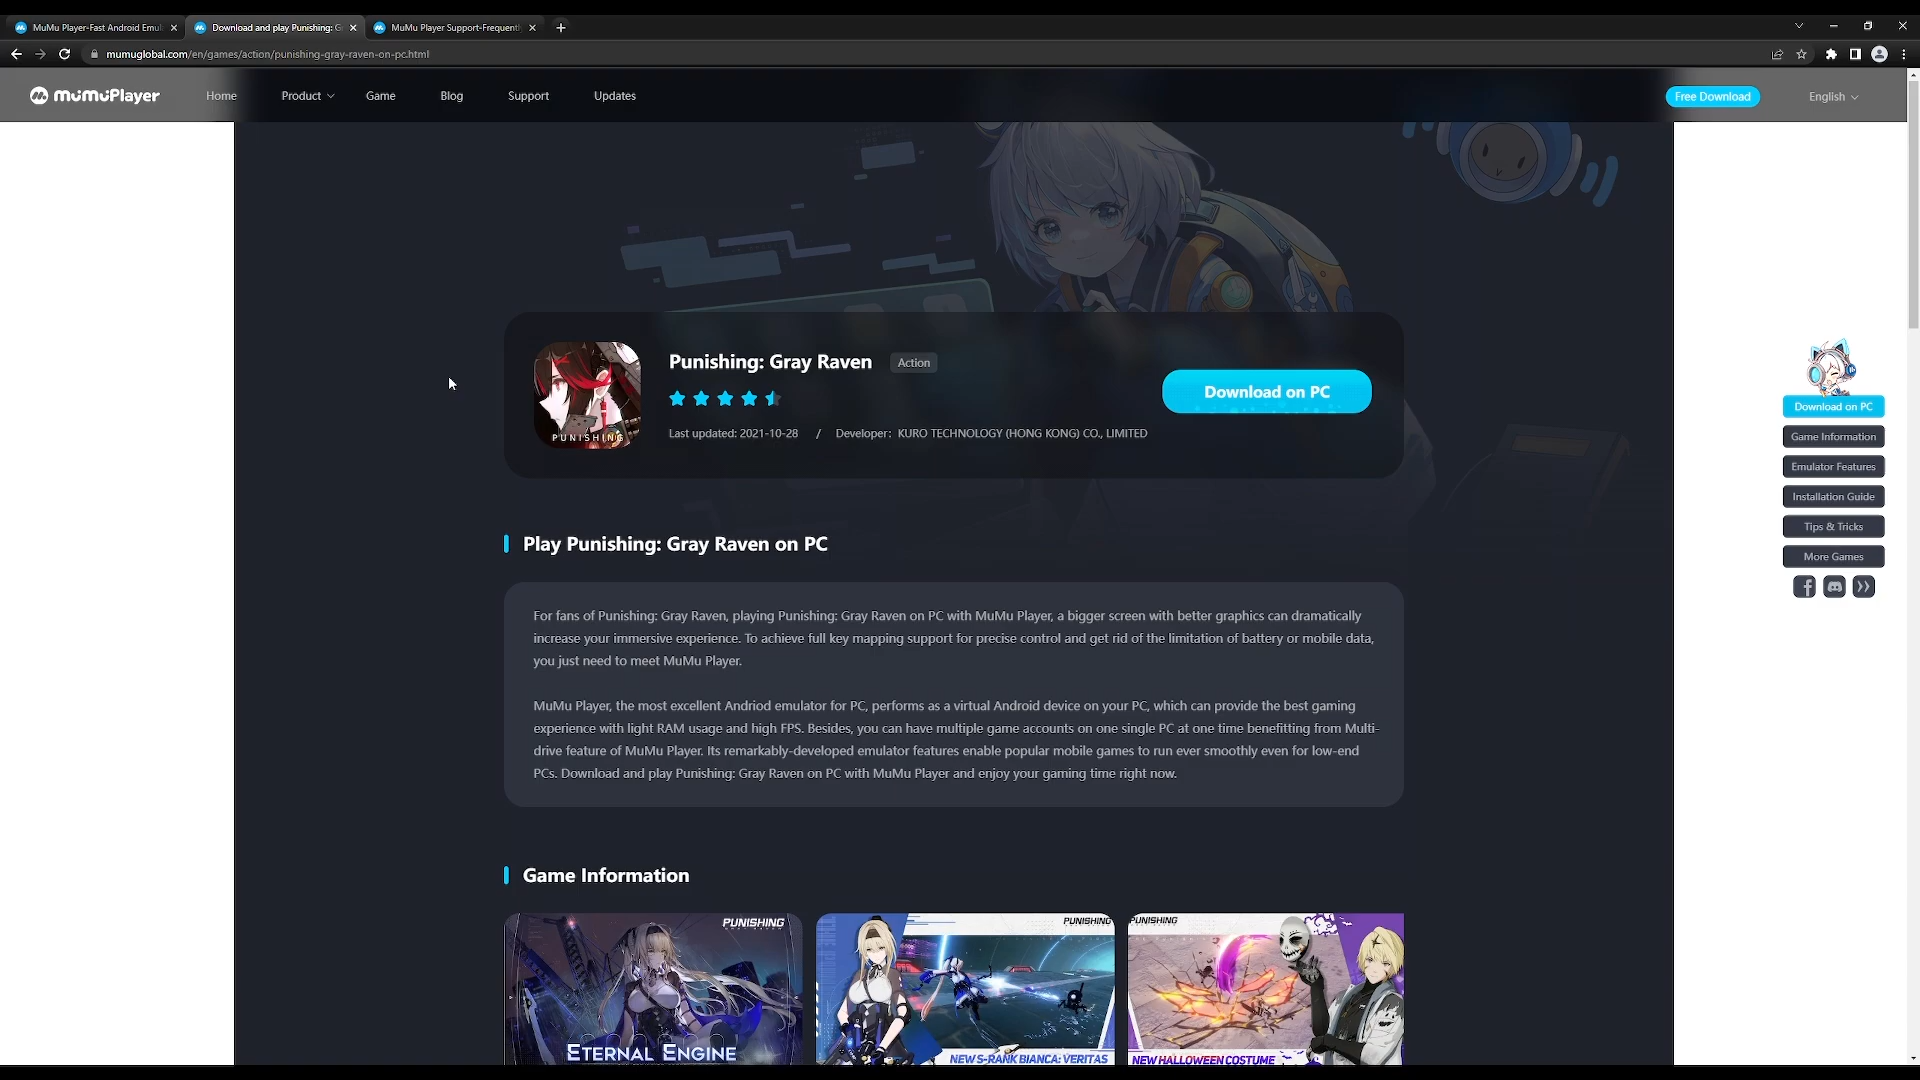 MuMu Player-Fast Android Emul
Download and play Punishing: G
MuMu Player Support-Frequentl
mumuglobal.com/en/games/action/punishing-gray-raven-on-pc.html
mumuPlayer
Home
Product
Game
Blog
Support
Updates
Free Download
English
PUNISHING
Punishing: Gray Raven
Action
Last updated: 2021-10-28 / Developer: KURO TECHNOLOGY (HONG KONG) CO., LIMITED
Download on PC
Download on PC
Game Information
Emulator Features
Installation Guide
Tips & Tricks
More Games
Play Punishing: Gray Raven on PC
For fans of Punishing: Gray Raven, playing Punishing: Gray Raven on PC with MuMu Player, a bigger screen with better graphics can dramatically
increase your immersive experience. To achieve full key mapping support for precise control and get rid of the limitation of battery or mobile data,
you just need to meet MuMu Player.
MuMu Player, the most excellent Andriod emulator for PC, performs as a virtual Android device on your PC, which can provide the best gaming
experience with light RAM usage and high FPS. Besides, you can have multiple game accounts on one single PC at one time benefitting from Multi-
drive feature of MuMu Player. Its remarkably-developed emulator features enable popular mobile games to run ever smoothly even for low-end
PCs. Download and play Punishing: Gray Raven on PC with MuMu Player and enjoy your gaming time right now.
Game Information
PUNISHING
ETERNAL ENGINE
PUNISHING
NEW S-RANK BIANCA: VERITAS
PUNISHING
NEW HALLOWEEN COSTUME